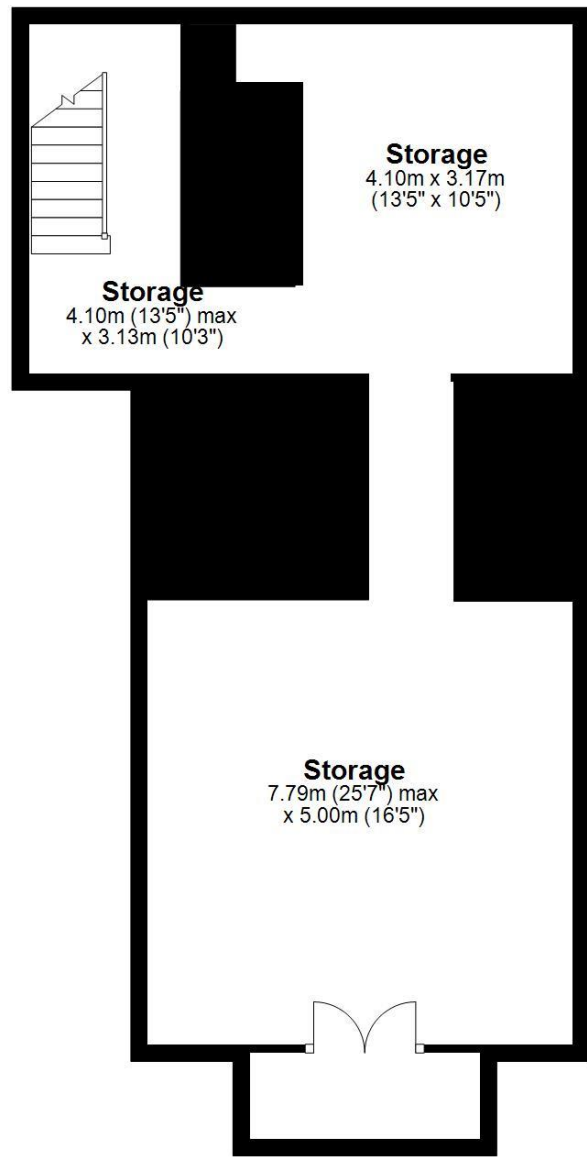 Storage
4.10m x 3.17m
(13'5" x 10'5")
Storage
4.10m (13'5") max
x 3.13m (10'3")
Storage
7.79m (25'7") max
x 5.00m (16'5")